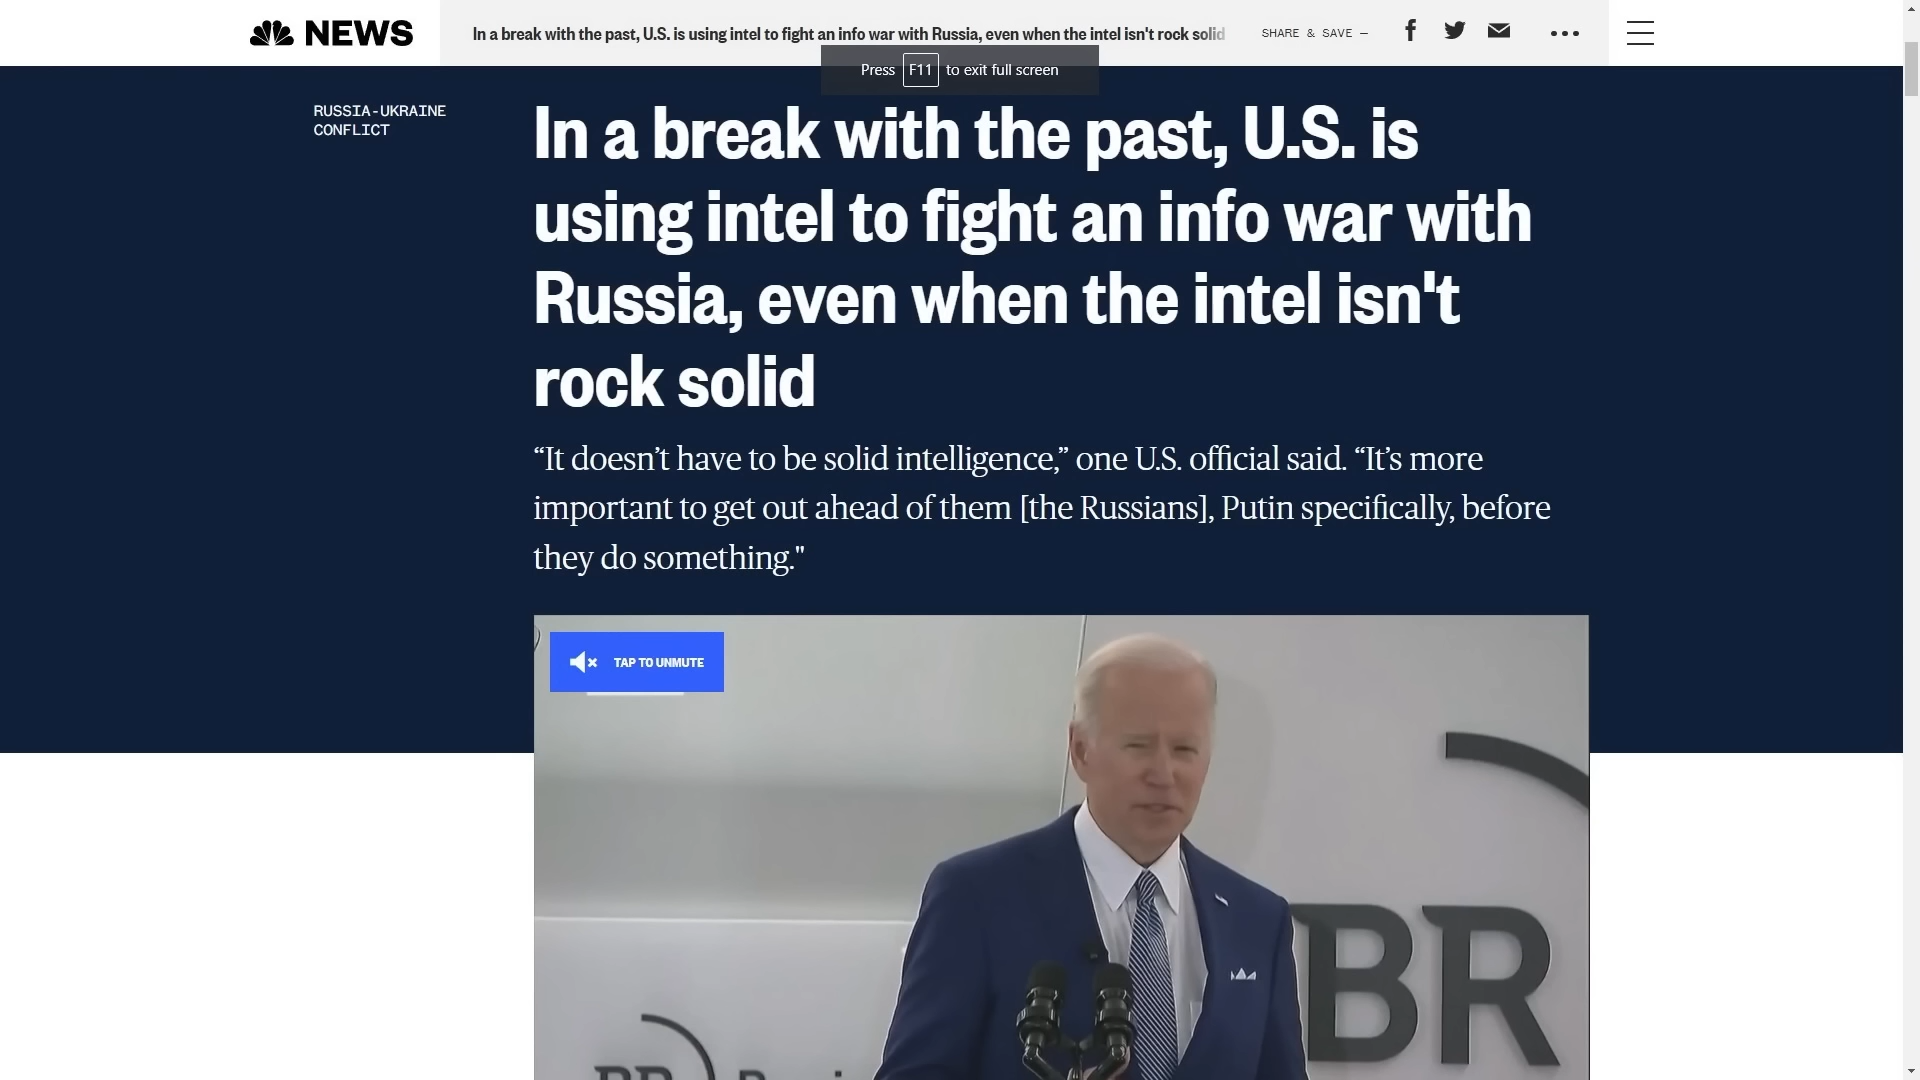 NEWS
In a break with the past, U.S. is using intel to fight an info war with Russia, even when the intel isn't rock solid
SHARE & SAVE —
Press F11 to exit full screen
RUSSIA-UKRAINE
CONFLICT
In a break with the past, U.S. is
using intel to fight an info war with
Russia, even when the intel isn't
rock solid
“It doesn’t have to be solid intelligence,” one U.S. official said. “It’s more
important to get out ahead of them [the Russians], Putin specifically, before
they do something."
TAP TO UNMUTE
BR
BR